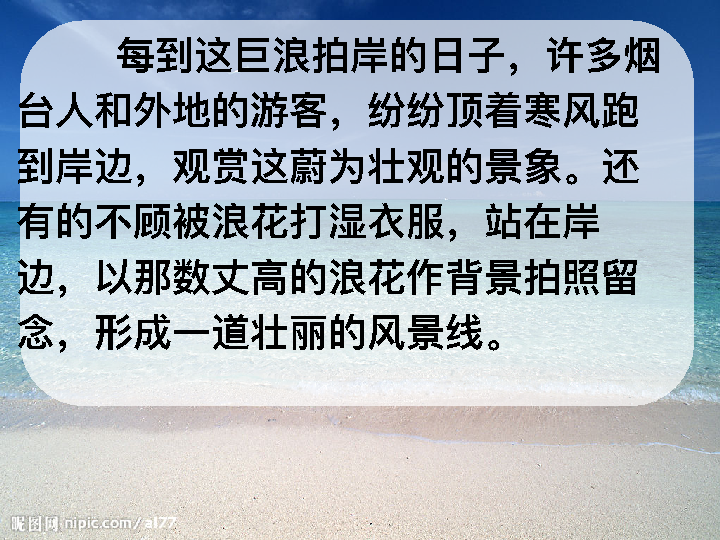 每到这巨浪拍岸的日子，许多烟
台人和外地的游客，纷纷顶着寒风跑
到岸边，观赏这蔚为壮观的景象。还
有的不顾被浪花打湿衣服，站在岸
边，以那数丈高的浪花作背景拍照留
念，形成一道壮丽的风景线。
昵图网 nipic.com/al77